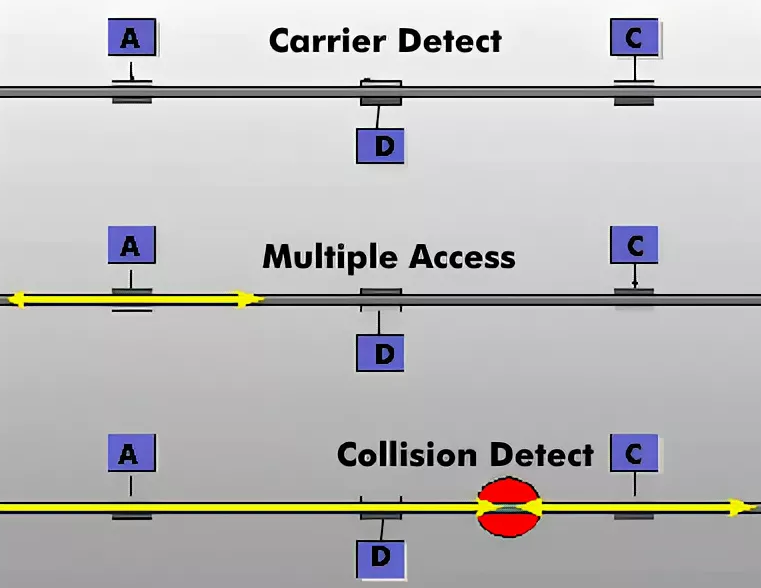 A
Carrier Detect
C
D
A
Multiple Access
C
D
A
Collision Detect
C
D